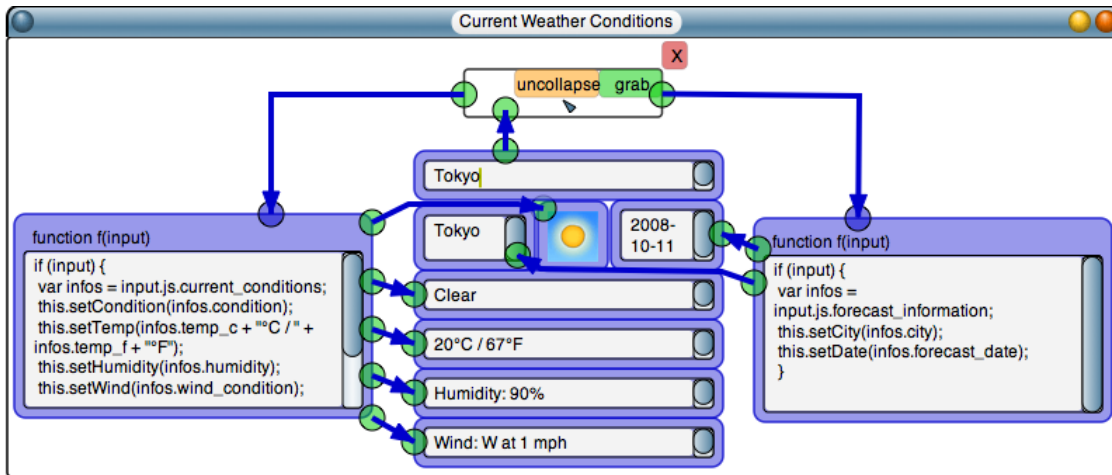 Current Weather Conditions
X
uncollapse grab
Tokyo
Tokyo
2008-
10-11
function f(input)
if (input) {
var infos = input.js.current_conditions;
this.setCondition(infos.condition);
this.setTemp(infos.temp_c + "°C / " +
infos.temp_f + "°F");
this.setHumidity(infos.humidity);
this.setWind(infos.wind_condition);
Clear
20°C / 67°F
Humidity: 90%
Wind: W at 1 mph
function f(input)
if (input) {
var infos =
input.js.forecast_information;
this.setCity(infos.city);
this.setDate(infos.forecast_date);
}